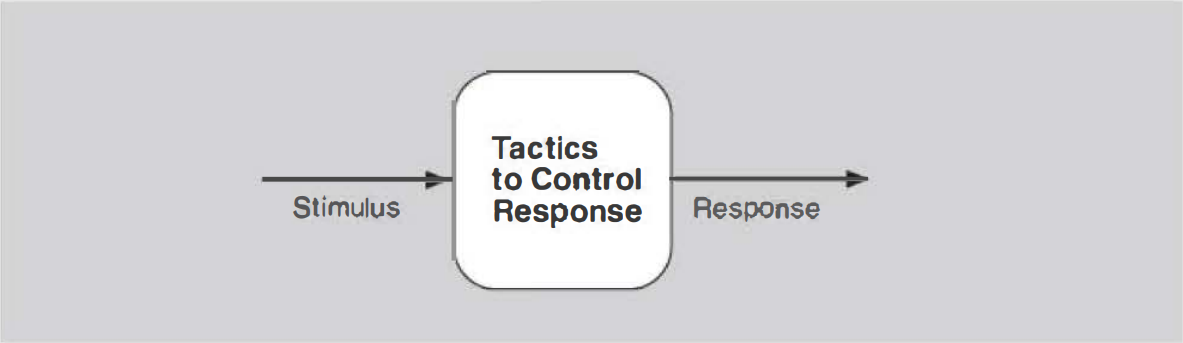 Tactics
to Control
Response
Stimulus
Response